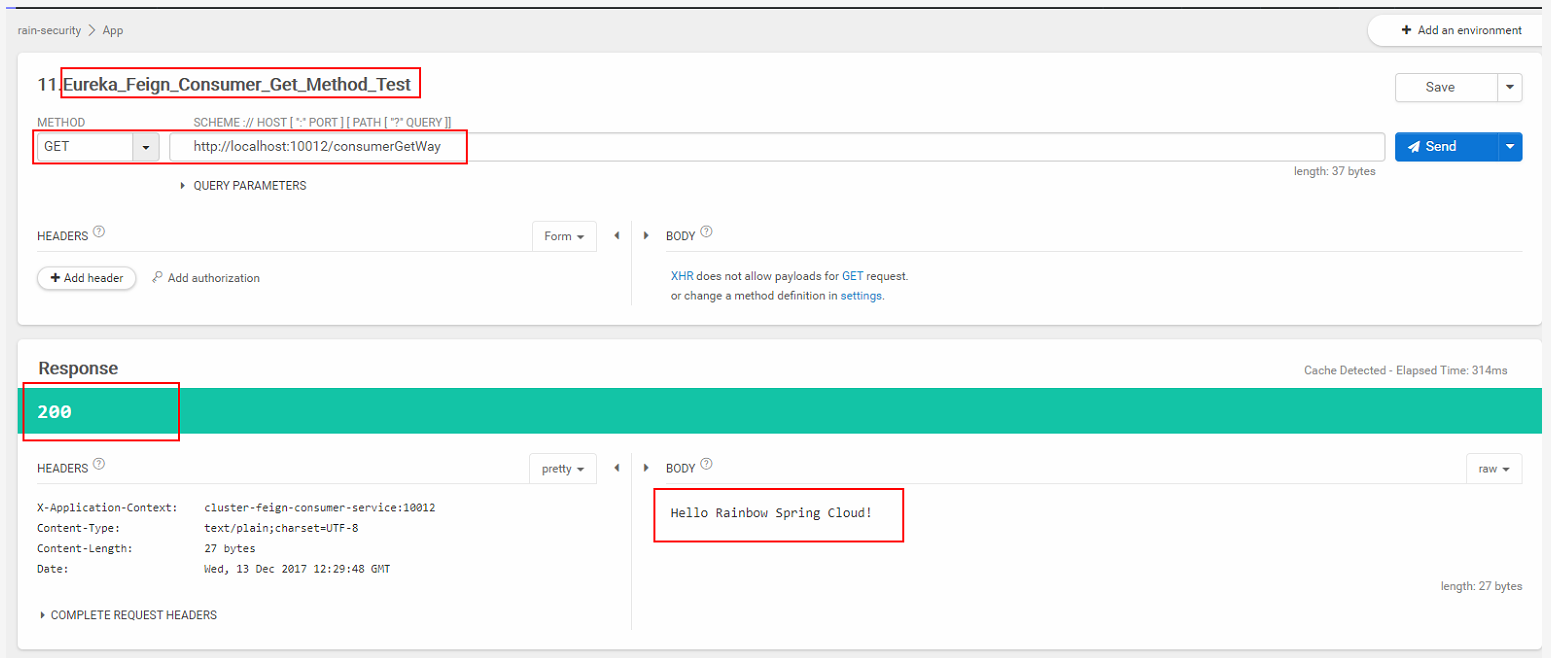 rain-security > App
+ Add an environment
11.Eureka_Feign_Consumer_Get_Method_Test
Save
METHOD
SCHEME :// HOST [ ":" PORT ] [ PATH [ "?" QUERY ]]
GET
http://localhost:10012/consumerGetWay
Send
length: 37 bytes
QUERY PARAMETERS
HEADERS ?
Form
BODY ?
+ Add header
Add authorization
XHR does not allow payloads for GET request.
or change a method definition in settings.
Response
Cache Detected - Elapsed Time: 314ms
200
HEADERS ?
pretty
BODY ?
raw
X-Application-Context: cluster-feign-consumer-service:10012
Content-Type: text/plain;charset=UTF-8
Content-Length: 27 bytes
Date: Wed, 13 Dec 2017 12:29:48 GMT
Hello Rainbow Spring Cloud!
length: 27 bytes
COMPLETE REQUEST HEADERS